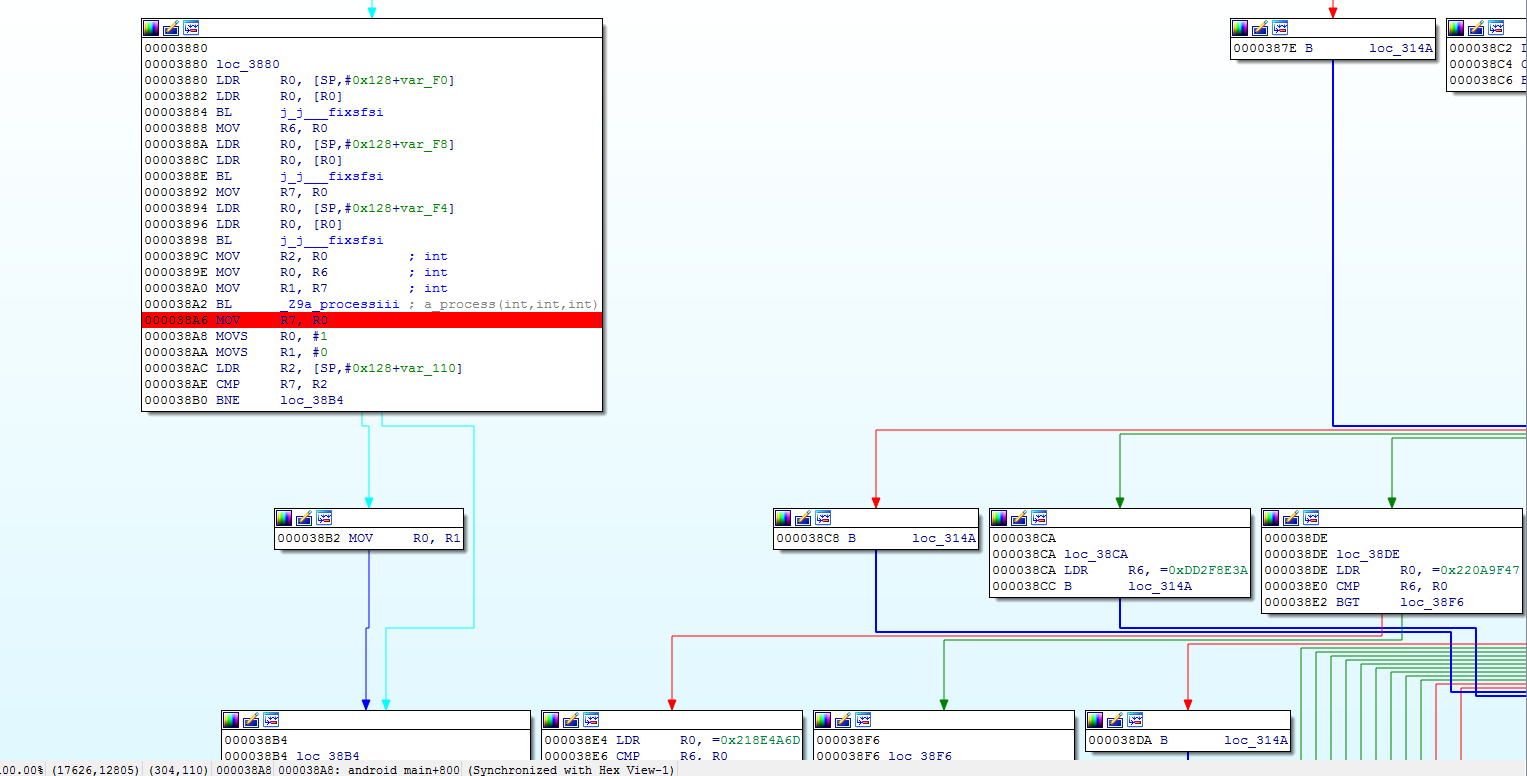 00003880
00003880 loc_3880
00003880 LDR R0, [SP,#0x128+var_F0]
00003882 LDR R0, [R0]
00003884 BL j_j___fixsfsi
00003888 MOV R6, R0
0000388A LDR R0, [SP,#0x128+var_F8]
0000388C LDR R0, [R0]
0000388E BL j_j___fixsfsi
00003892 MOV R7, R0
00003894 LDR R0, [SP,#0x128+var_F4]
00003896 LDR R0, [R0]
00003898 BL j_j___fixsfsi
0000389C MOV R2, R0 ; int
0000389E MOV R0, R6 ; int
000038A0 MOV R1, R7 ; int
000038A2 BL _Z9a_processiii ; a_process(int,int,int)
000038A6 MOV R7, R0
000038A8 MOVS R0, #1
000038AA MOVS R1, #0
000038AC LDR R2, [SP,#0x128+var_110]
000038AE CMP R7, R2
000038B0 BNE loc_38B4
0000387E B loc_314A
000038C2
000038C4
000038C6
000038B2 MOV R0, R1
000038C8 B loc_314A
000038CA
000038CA loc_38CA
000038CA LDR R6, =0xDD2F8E3A
000038CC B loc_314A
000038DE
000038DE loc_38DE
000038DE LDR R0, =0x220A9F47
000038E0 CMP R6, R0
000038E2 BGT loc_38F6
000038B4
000038B4 loc_38B4
000038E4 LDR R0, =0x218E4A6D
000038E6 CMP R6, R0
000038F6
000038F6 loc_38F6
000038DA B loc_314A
00.00% (17626,12805) (304,110) 000038A8 000038A8: android_main+800 (Synchronized with Hex View-1)